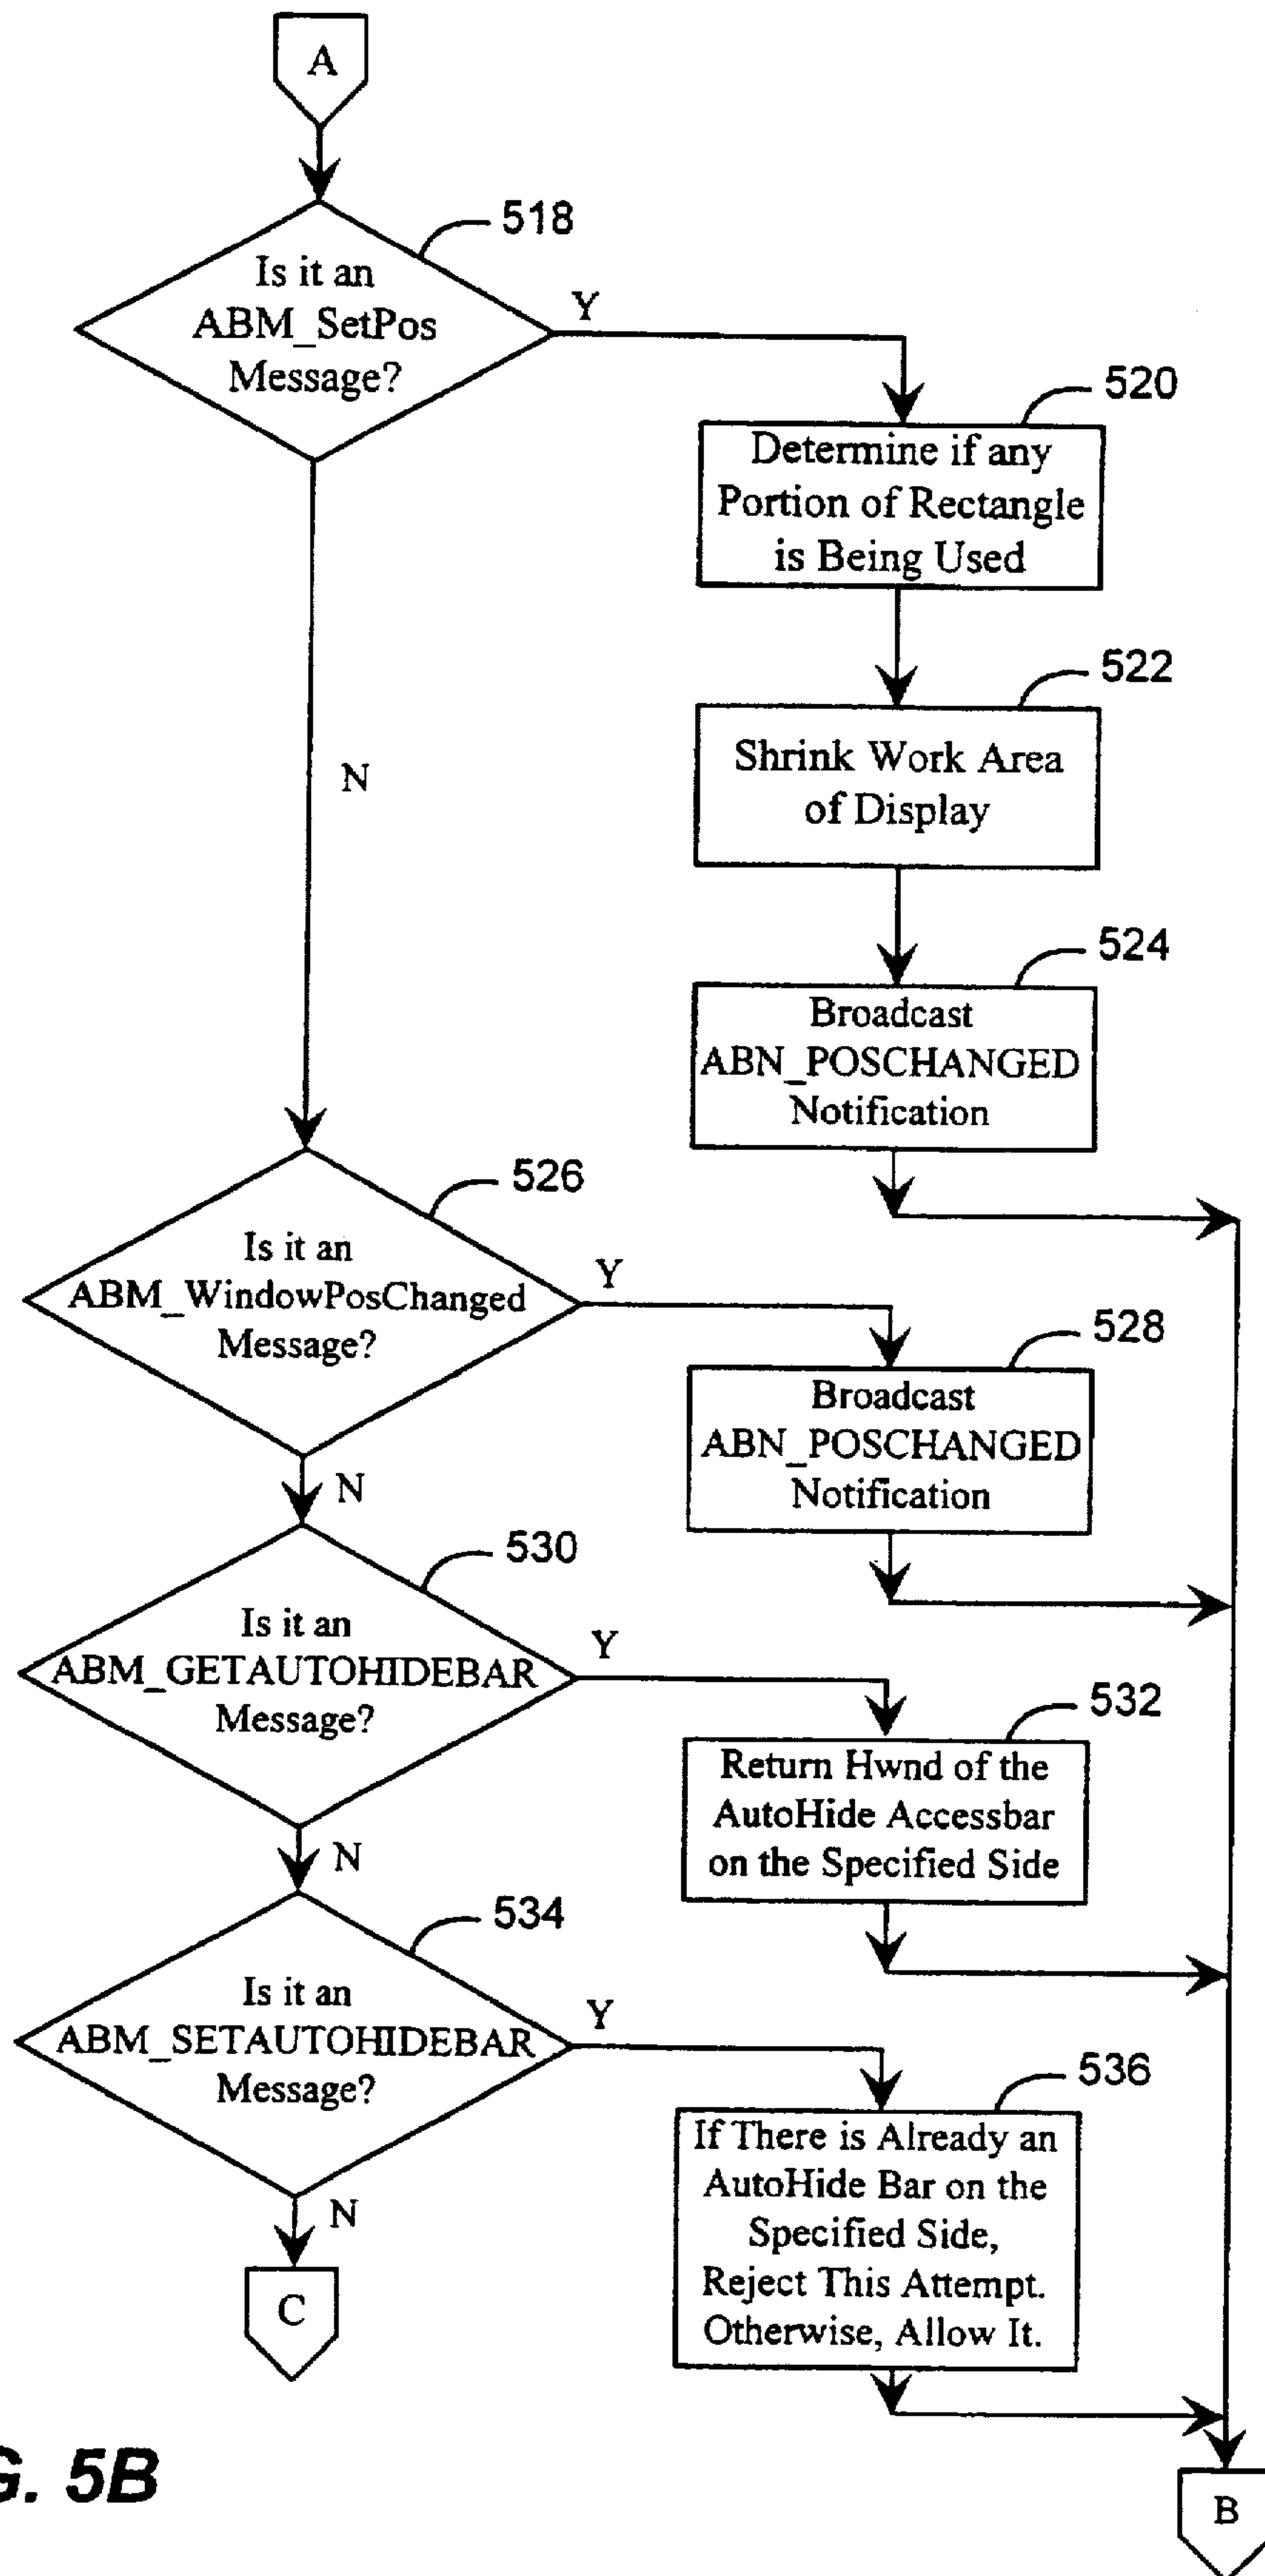 A
518
Is it an
ABM_SetPos
Message?
Y
520
Determine if any
Portion of Rectangle
is Being Used
522
Shrink Work Area
of Display
N
524
Broadcast
ABN_POSCHANGED
Notification
526
Is it an
ABM_WindowPosChanged
Message?
Y
528
Broadcast
ABN_POSCHANGED
Notification
N
530
Is it an
ABM_GETAUTOHIDEBAR
Message?
Y
532
Return Hwnd of the
AutoHide Accessbar
on the Specified Side
N
534
Is it an
ABM_SETAUTOHIDEBAR
Message?
Y
536
If There is Already an
AutoHide Bar on the
Specified Side,
Reject This Attempt.
Otherwise, Allow It.
N
C
G. 5B
B